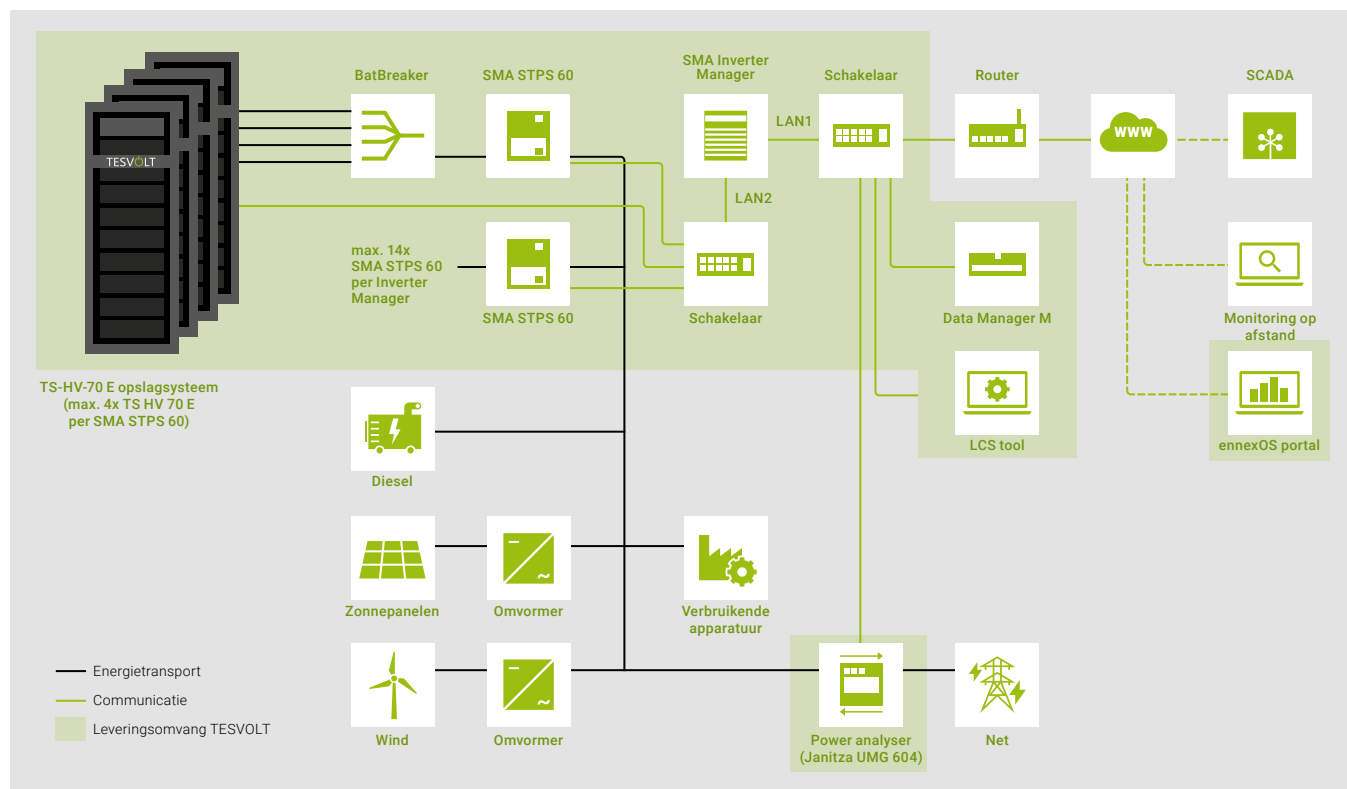 BatBreaker
SMA STPS 60
SMA Inverter
Manager
Schakelaar
Router
SCADA
LAN1
WWW
TESVOLT
LAN2
max. 14x
SMA STPS 60
per Inverter
Manager
SMA STPS 60
Schakelaar
Data Manager M
Monitoring op
afstand
TS-HV-70 E opslagsysteem
(max. 4x TS HV 70 E
per SMA STPS 60)
LCS tool
ennexOS portal
Diesel
Zonnepanelen
Omvormer
Verbruikende
apparatuur
Energietransport
Communicatie
Leveringsomvang TESVOLT
Wind
Omvormer
Power analyser
(Janitza UMG 604)
Net